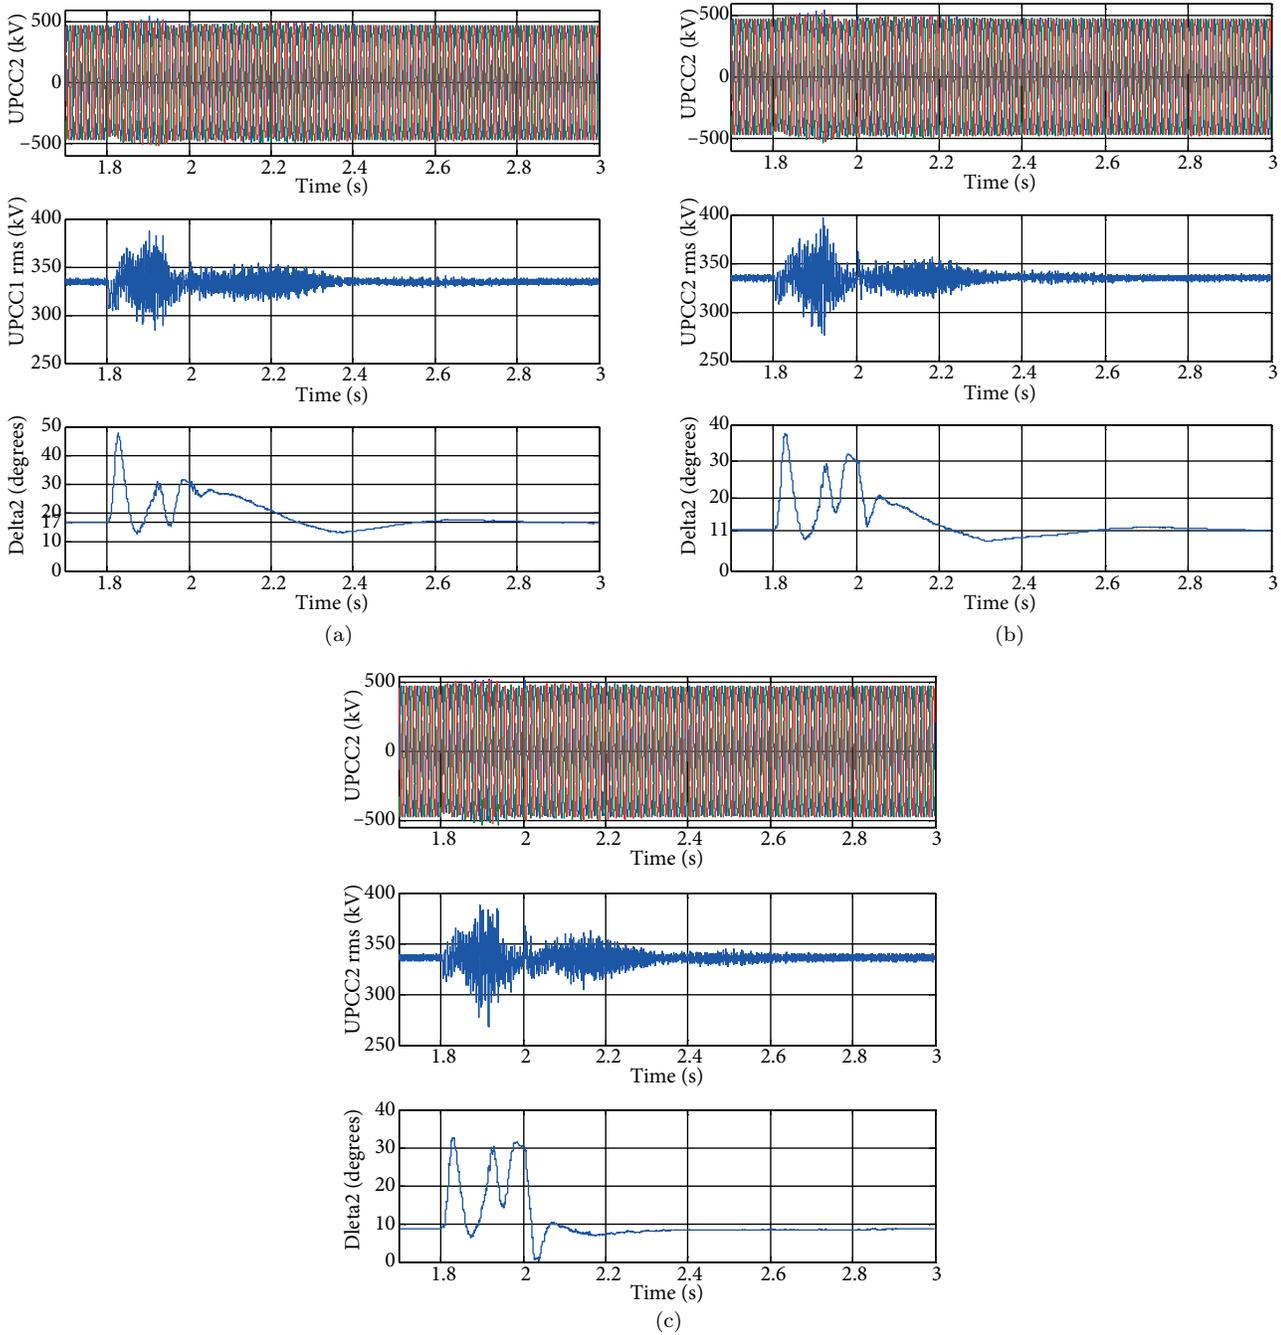 UPCC2 (kV)
500
0
−500
1.8 2 2.2 2.4 2.6 2.8 3
Time (s)
UPCC1 rms (kV)
400
350
300
250
1.8 2 2.2 2.4 2.6 2.8 3
Time (s)
Delta2 (degrees)
50
40
30
20
17
10
0
1.8 2 2.2 2.4 2.6 2.8 3
Time (s)
(a)
UPCC2 (kV)
500
0
−500
1.8 2 2.2 2.4 2.6 2.8 3
Time (s)
UPCC2 rms (kV)
400
350
300
250
1.8 2 2.2 2.4 2.6 2.8 3
Time (s)
Delta2 (degrees)
40
30
20
11
0
1.8 2 2.2 2.4 2.6 2.8 3
Time (s)
(b)
UPCC2 (kV)
500
0
−500
1.8 2 2.2 2.4 2.6 2.8 3
Time (s)
UPCC2 rms (kV)
400
350
300
250
1.8 2 2.2 2.4 2.6 2.8 3
Time (s)
Dleta2 (degrees)
40
30
20
10
0
1.8 2 2.2 2.4 2.6 2.8 3
Time (s)
(c)